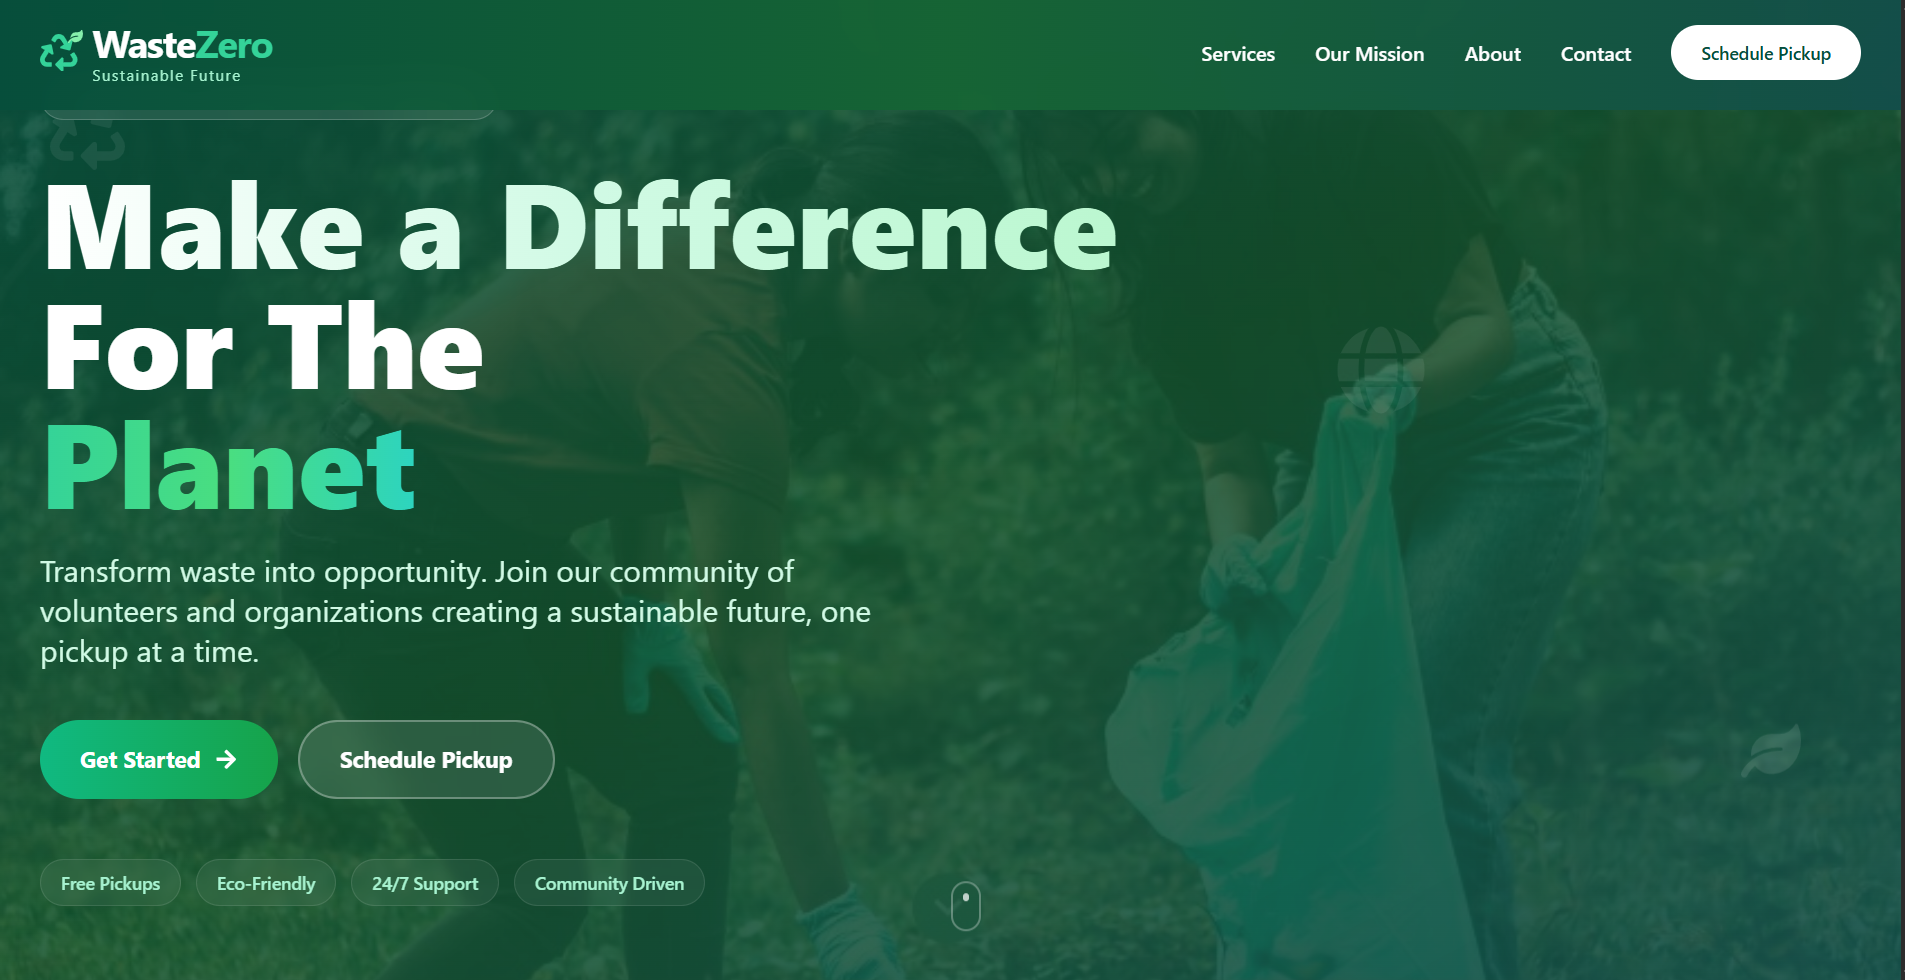 WasteZero
Sustainable Future
Services
Our Mission
About
Contact
Schedule Pickup
Make a Difference
For The
Planet
Transform waste into opportunity. Join our community of
volunteers and organizations creating a sustainable future, one
pickup at a time.
Get Started
Schedule Pickup
Free Pickups
Eco-Friendly
24/7 Support
Community Driven